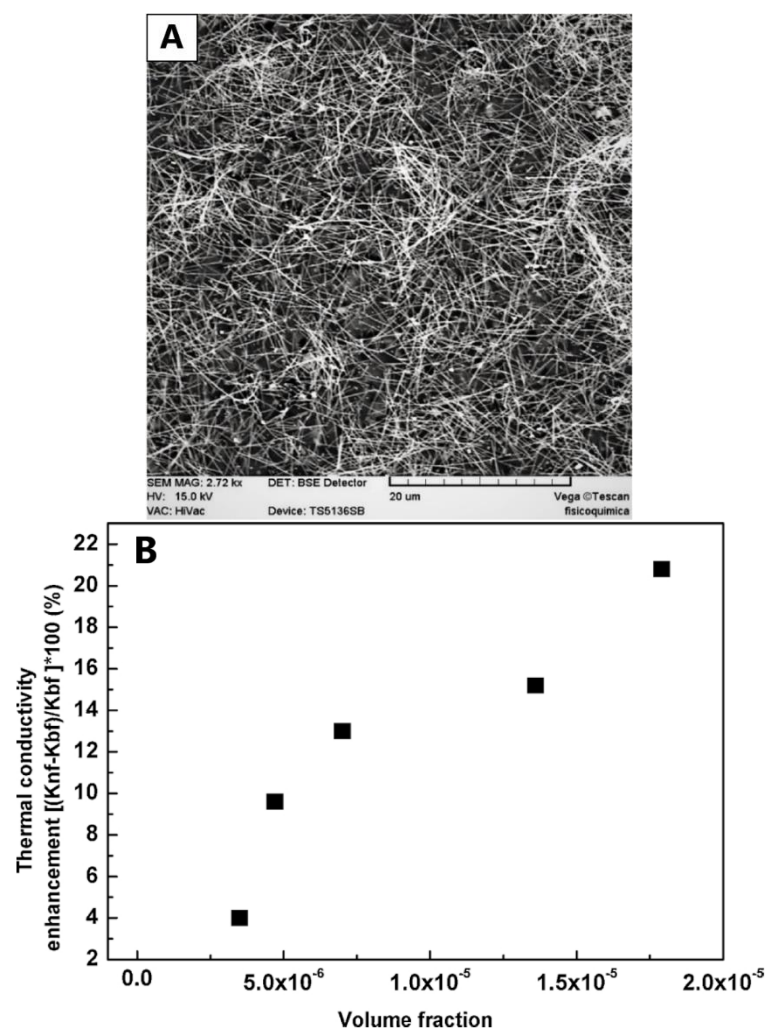 A
SEM MAG: 2.72 kx DET: BSE Detector
HV: 15.0 kV 20 um Vega ©Tescan
VAC: HiVac Device: TS5136SB fisicoquimica
B
22
20
18
16
14
12
10
8
6
4
2
Thermal conductivity
enhancement [(Knf-Kbf)/Kbf ]*100 (%)
0.0 5.0x10⁻⁶ 1.0x10⁻⁵ 1.5x10⁻⁵ 2.0x10⁻⁵
Volume fraction